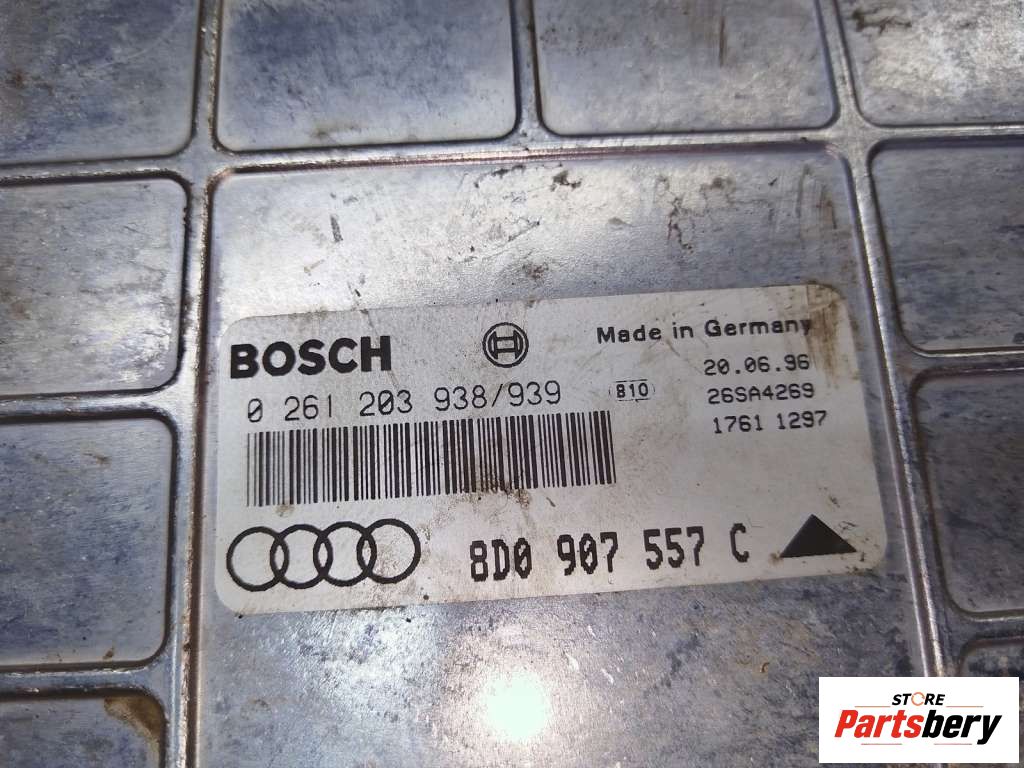 BOSCH
Made in Germany
0 261 203 938/939
B10
20.06.96
26SA4269
1761 1297
8D0 907 557 C
STORE
Partsbery